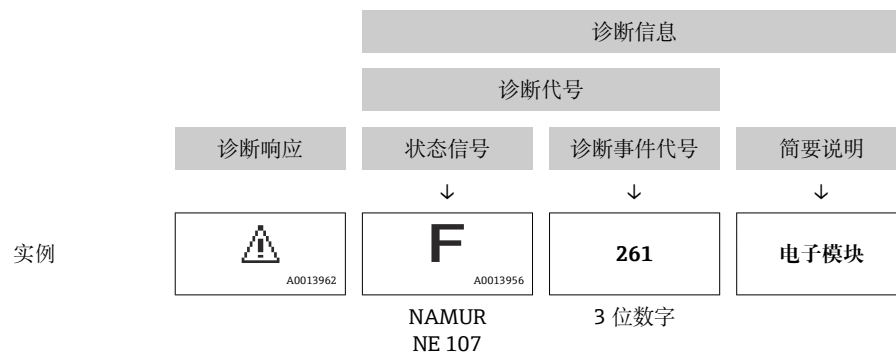 诊断信息
诊断代号
诊断响应 状态信号 诊断事件代号 简要说明
↓ ↓ ↓
实例 F 261 电子模块
A0013962 A0013956
NAMUR 3 位数字
NE 107